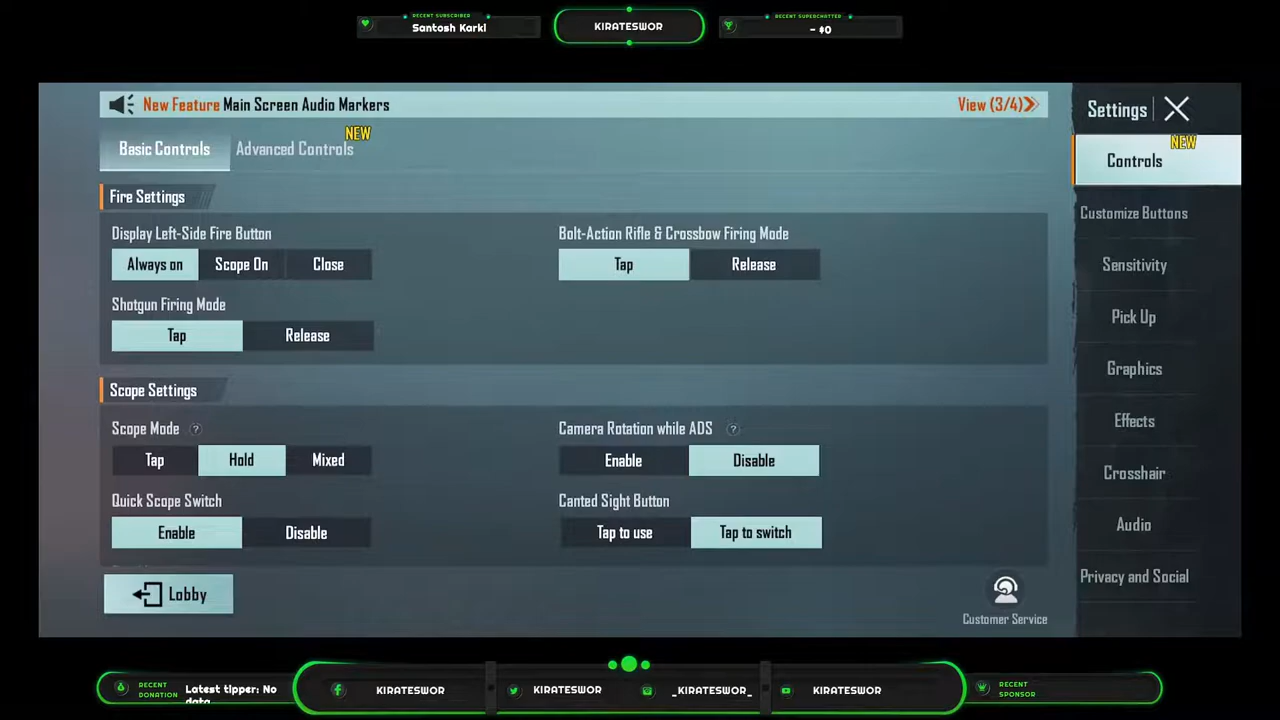 RECENT SUBSCRIBER
Santosh Karki
KIRATESWOR
RECENT SUPERCHATTER
- $0
New Feature Main Screen Audio Markers
View (3/4)
Settings
Basic Controls
Advanced Controls
NEW
NEW
Controls
Fire Settings
Customize Buttons
Display Left-Side Fire Button
Bolt-Action Rifle & Crossbow Firing Mode
Always on
Scope On
Close
Tap
Release
Sensitivity
Shotgun Firing Mode
Pick Up
Tap
Release
Graphics
Scope Settings
Effects
Scope Mode ?
Camera Rotation while ADS ?
Tap
Hold
Mixed
Enable
Disable
Crosshair
Quick Scope Switch
Canted Sight Button
Enable
Disable
Tap to use
Tap to switch
Audio
Privacy and Social
Lobby
Customer Service
RECENT DONATION
Latest tipper: No
data
KIRATESWOR
KIRATESWOR
_KIRATESWOR_
KIRATESWOR
RECENT
SPONSOR